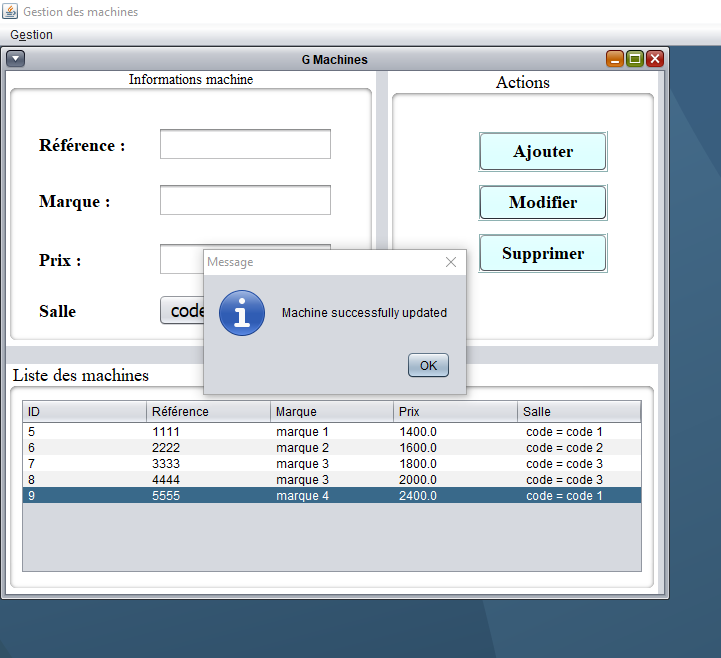 Gestion des machines
Gestion
G Machines
Informations machine
Actions
Référence :
Ajouter
Marque :
Modifier
Prix :
Supprimer
Salle
code
Message
Machine successfully updated
OK
Liste des machines
ID Référence Marque Prix Salle
5 1111 marque 1 1400.0 code = code 1
6 2222 marque 2 1600.0 code = code 2
7 3333 marque 3 1800.0 code = code 3
8 4444 marque 3 2000.0 code = code 3
9 5555 marque 4 2400.0 code = code 1